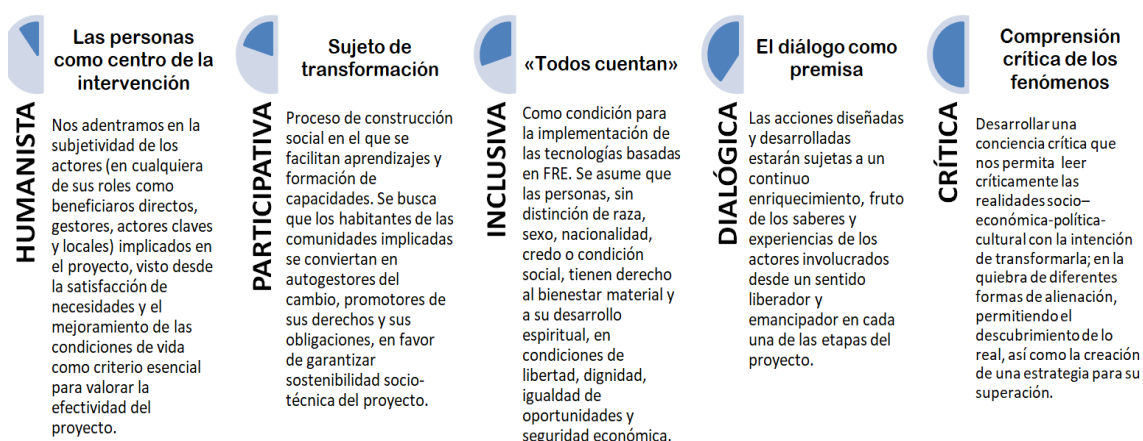 HUMANISTA
Las personas
como centro de la
intervención
Nos adentramos en la
subjetividad de los
actores (en cualquiera
de sus roles como
beneficiaros directos,
gestores, actores claves
y locales) implicados en
el proyecto, visto desde
la satisfacción de
necesidades y el
mejoramiento de las
condiciones de vida
como criterio esencial
para valorar la
efectividad del
proyecto.
PARTICIPATIVA
Sujeto de
transformación
Proceso de construcción
social en el que se
facilitan aprendizajes y
formación de
capacidades. Se busca
que los habitantes de las
comunidades implicadas
se conviertan en
autogestores del
cambio, promotores de
sus derechos y sus
obligaciones, en favor
de garantizar
sostenibilidad socio-
técnica del proyecto.
INCLUSIVA
«Todos cuentan»
Como condición para
la implementación de
las tecnologías basadas
en FRE. Se asume que
las personas, sin
distinción de raza,
sexo, nacionalidad,
credo o condición
social, tienen derecho
al bienestar material y
a su desarrollo
espiritual, en
condiciones de
libertad, dignidad,
igualdad de
oportunidades y
seguridad económica.
DIALÓGICA
El diálogo como
premisa
Las acciones diseñadas
y desarrolladas
estarán sujetas a un
continuo
enriquecimiento, fruto
de los saberes y
experiencias de los
actores involucrados
desde un sentido
liberador y
emancipador en cada
una de las etapas del
proyecto.
CRÍTICA
Comprensión
crítica de los
fenómenos
Desarrollar una
conciencia crítica que
nos permita leer
críticamente las
realidades socio–
económica-política-
cultural con la intención
de transformarla; en la
quiebra de diferentes
formas de alienación,
permitiendo el
descubrimiento de lo
real, así como la creación
de una estrategia para su
superación.